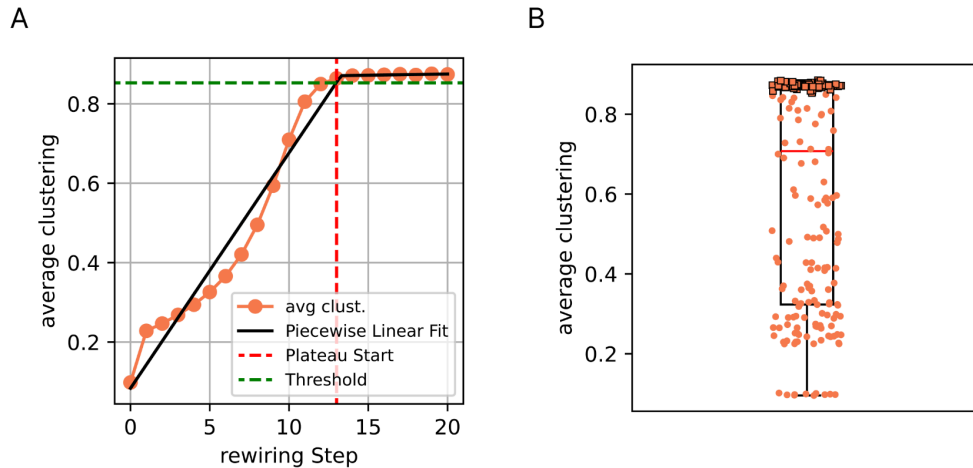 A
average clustering
0.8
0.6
0.4
0.2
0
5
10
15
20
rewiring Step
avg clust.
Piecewise Linear Fit
Plateau Start
Threshold
B
average clustering
0.8
0.6
0.4
0.2